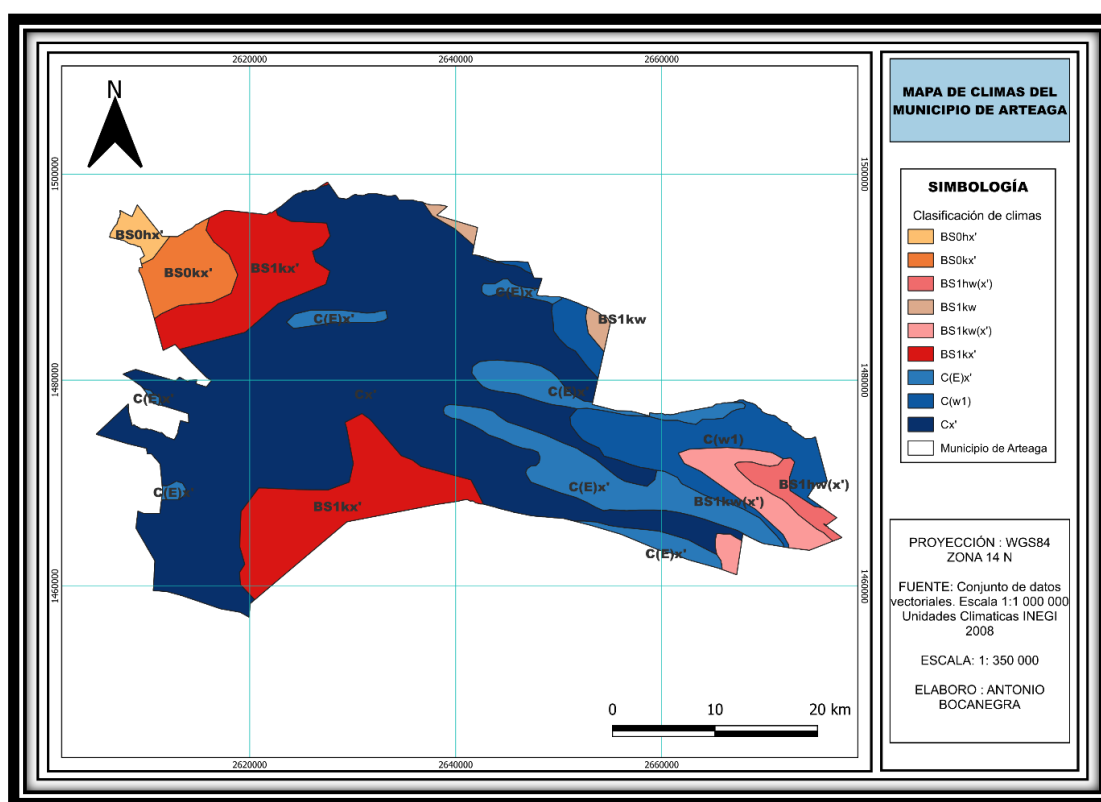 2620000 2640000 2660000
N
1500000 1500000
BS0hx'
BS0kx'
BS1kx'
C(E)x'
C(E)x'
BS1kw
1480000 1480000
C(E)x'
C(E)x'
Cx'
C(w1)
C(E)x'
C(E)x'
BS1hw(x')
BS1kw(x')
BS1kx'
C(E)x'
1460000 1460000
0 10 20 km
2620000 2640000 2660000
MAPA DE CLIMAS DEL
MUNICIPIO DE ARTEAGA
SIMBOLOGÍA
Clasificación de climas
BS0hx'
BS0kx'
BS1hw(x')
BS1kw
BS1kw(x')
BS1kx'
C(E)x'
C(w1)
Cx'
Municipio de Arteaga
PROYECCIÓN : WGS84
ZONA 14 N
FUENTE: Conjunto de datos
vectoriales. Escala 1:1 000 000
Unidades Climaticas INEGI
2008
ESCALA: 1: 350 000
ELABORO : ANTONIO
BOCANEGRA